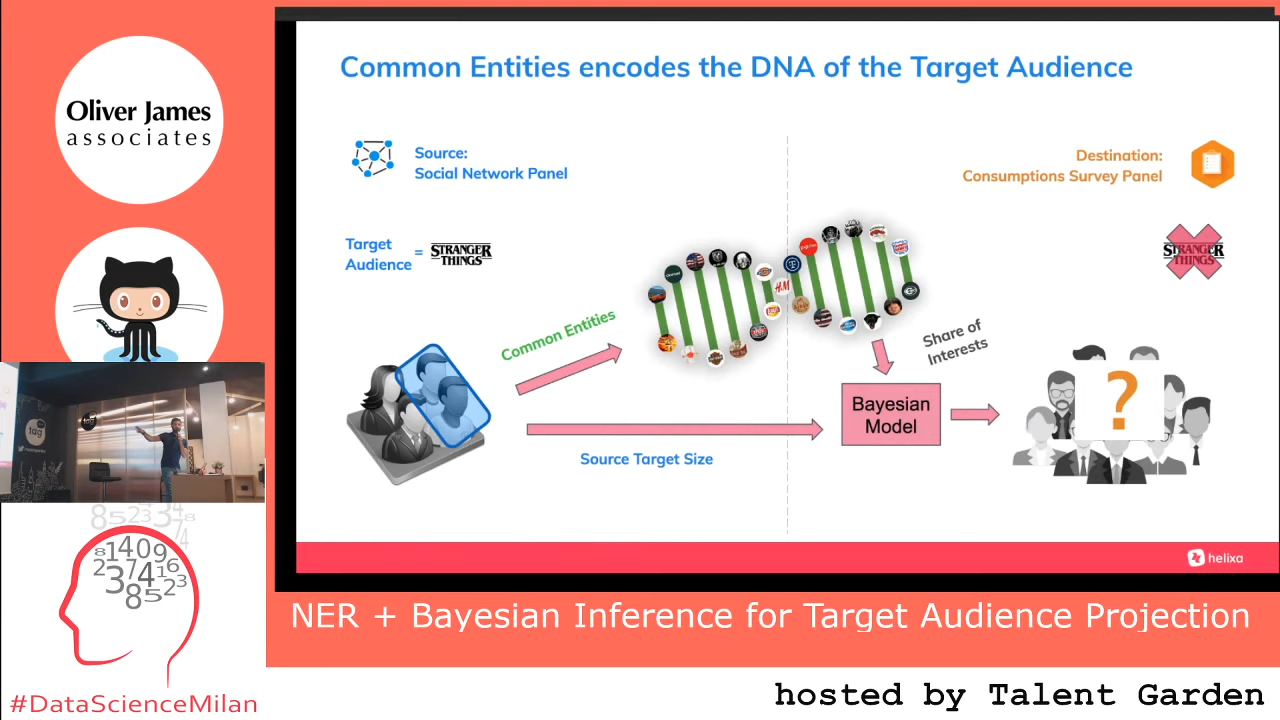 Oliver James
associates
Common Entities encodes the DNA of the Target Audience
Source:
Social Network Panel
Destination:
Consumptions Survey Panel
Target
Audience
=
STRANGER
THINGS
STRANGER
THINGS
Common Entities
H&M
Share of
Interests
Bayesian
Model
?
Source Target Size
helixa
tag
NER + Bayesian Inference for Target Audience Projection
#DataScienceMilan
hosted by Talent Garden